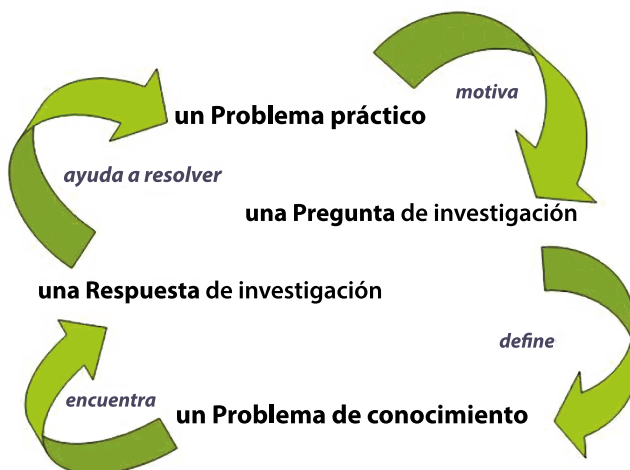 motiva
un Problema práctico
ayuda a resolver
una Pregunta de investigación
una Respuesta de investigación
define
encuentra
un Problema de conocimiento